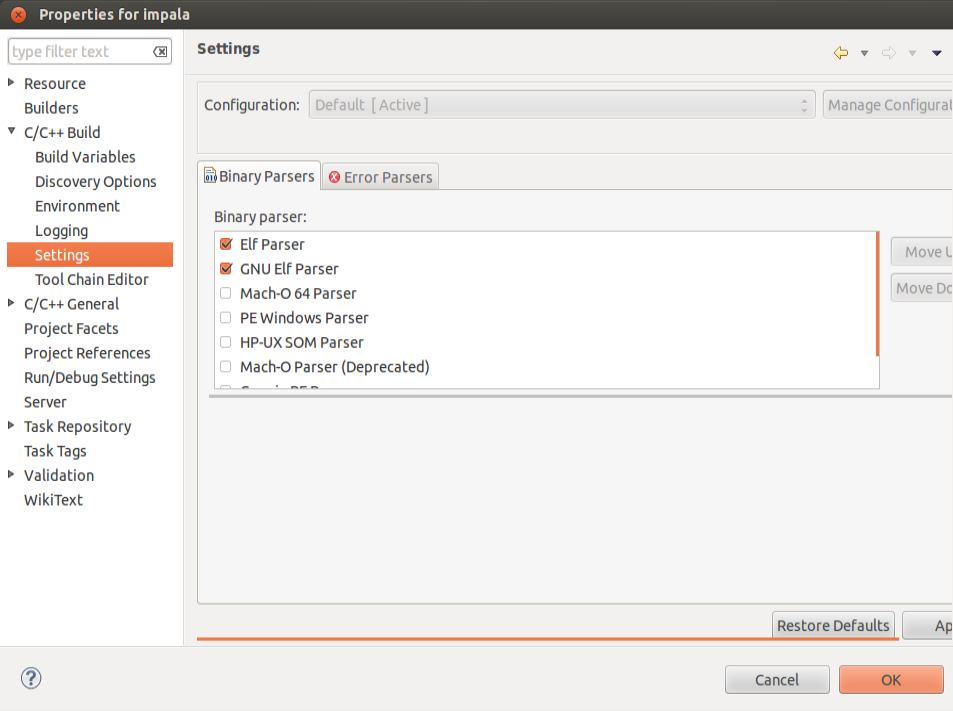 Properties for impala
type filter text
Resource
Builders
C/C++ Build
Build Variables
Discovery Options
Environment
Logging
Settings
Tool Chain Editor
C/C++ General
Project Facets
Project References
Run/Debug Settings
Server
Task Repository
Task Tags
Validation
WikiText
Settings
Configuration: Default [ Active ] Manage Configurat
Binary Parsers Error Parsers
Binary parser:
Elf Parser
GNU Elf Parser
Mach-O 64 Parser
PE Windows Parser
HP-UX SOM Parser
Mach-O Parser (Deprecated)
Move U
Move Do
Restore Defaults Ap
Cancel OK